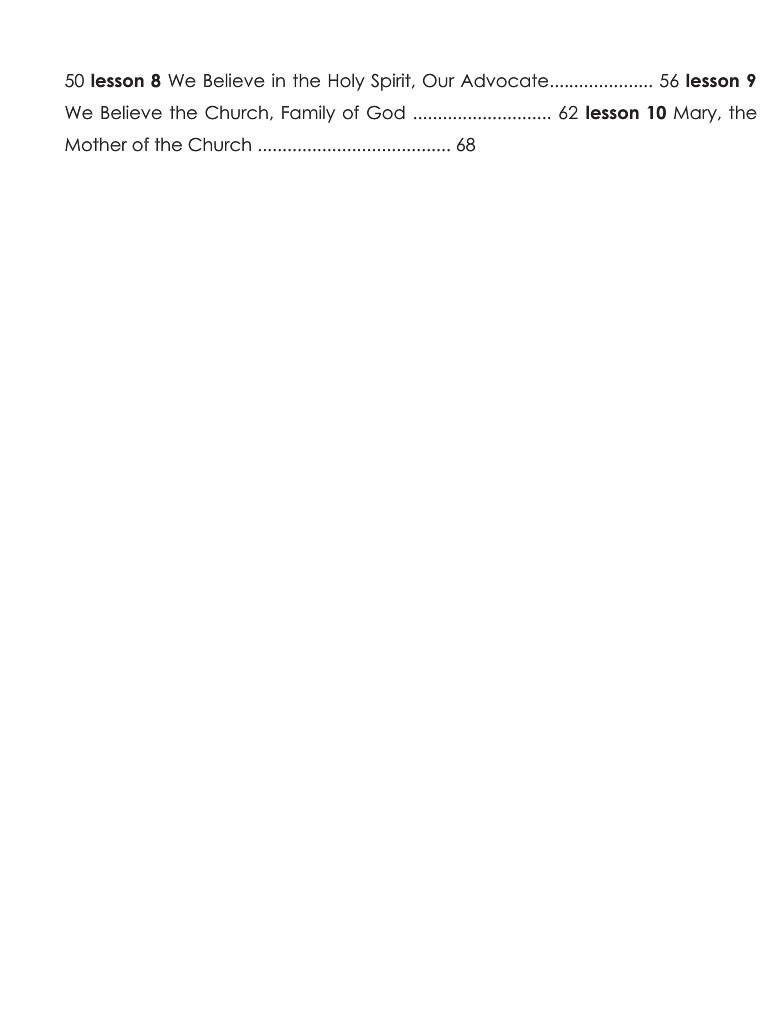 50 lesson 8 We Believe in the Holy Spirit, Our Advocate..................... 56 lesson 9
We Believe the Church, Family of God ............................ 62 lesson 10 Mary, the
Mother of the Church ....................................... 68